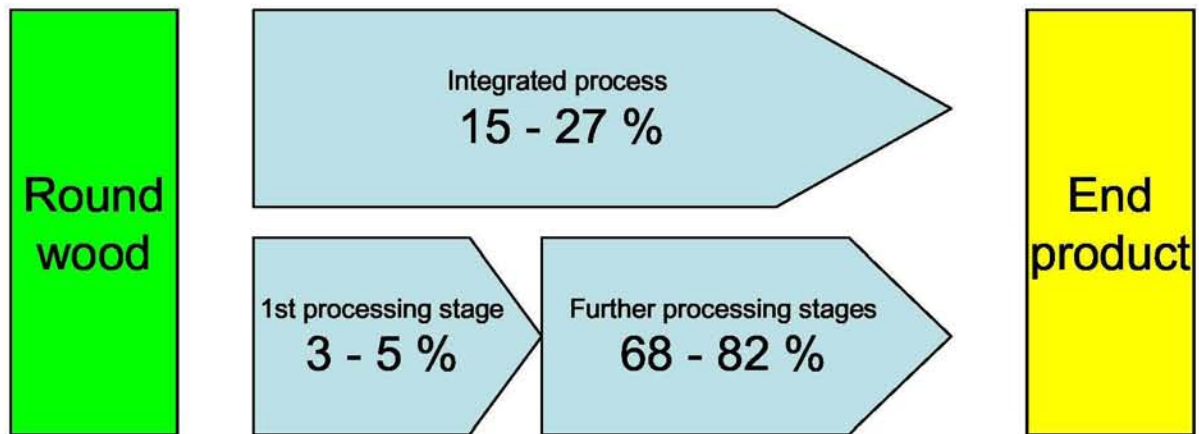 Round
wood
Integrated process
15 - 27 %
1st processing stage
3 - 5 %
Further processing stages
68 - 82 %
End
product